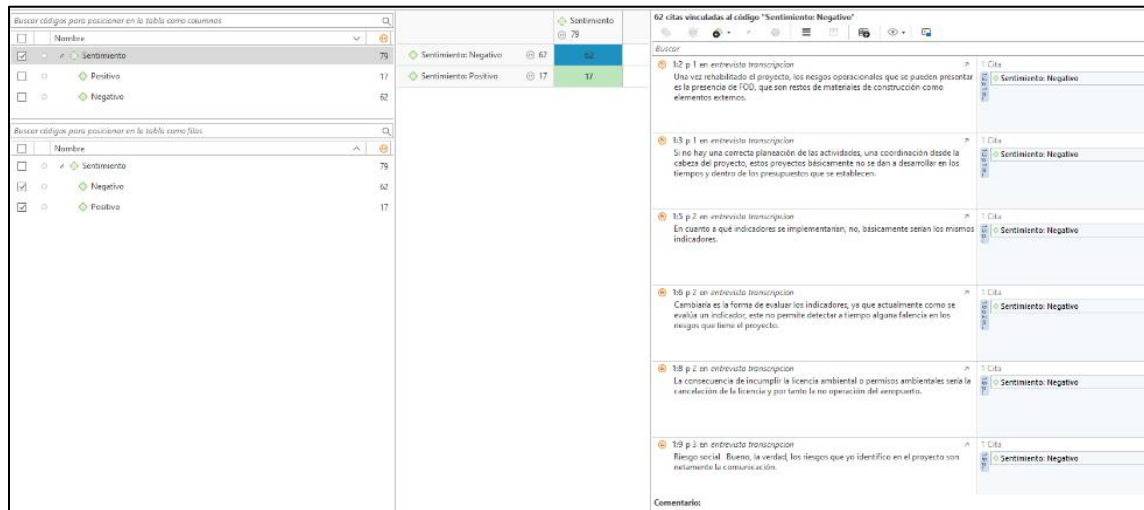 Buscar códigos para posicionar en la tabla como columnas
Nombre
Sentimiento 79
Positivo 17
Negativo 62
Buscar códigos para posicionar en la tabla como filas
Nombre
Sentimiento 79
Negativo 62
Positivo 17
Sentimiento
79
Sentimiento: Negativo 62 62
Sentimiento: Positivo 17 17
62 citas vinculadas al código "Sentimiento: Negativo"
Buscar
1:2 p 1 en entrevista transcripcion
Una vez rehabilitado el proyecto, los riesgos operacionales que se pueden presentar
es la presencia de FOD, que son restos de materiales de construcción como
elementos externos.
1 Cita
Sentimiento: Negativo
1:3 p 1 en entrevista transcripcion
Si no hay una correcta planeación de las actividades, una coordinación desde la
cabeza del proyecto, estos proyectos básicamente no se dan a desarrollar en los
tiempos y dentro de los presupuestos que se establecen.
1 Cita
Sentimiento: Negativo
1:5 p 2 en entrevista transcripcion
En cuanto a qué indicadores se implementarían, no, básicamente serían los mismos
indicadores.
1 Cita
Sentimiento: Negativo
1:6 p 2 en entrevista transcripcion
Cambiaría es la forma de evaluar los indicadores, ya que actualmente como se
evalúa un indicador, este no permite detectar a tiempo alguna falencia en los
riesgos que tiene el proyecto.
1 Cita
Sentimiento: Negativo
1:8 p 2 en entrevista transcripcion
La consecuencia de incumplir la licencia ambiental o permisos ambientales sería la
cancelación de la licencia y por tanto la no operación del aeropuerto.
1 Cita
Sentimiento: Negativo
1:9 p 3 en entrevista transcripcion
Riesgo social Bueno, la verdad, los riesgos que yo identifico en el proyecto son
netamente la comunicación.
1 Cita
Sentimiento: Negativo
Comentario: